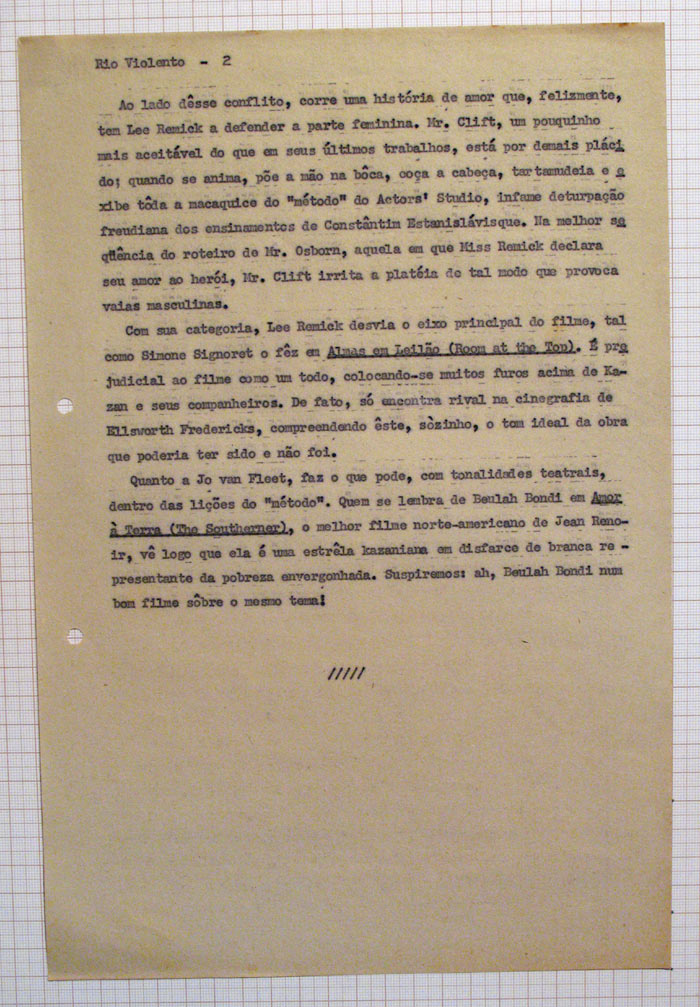 Rio Violento - 2
Ao lado dêsse conflito, corre uma história de amor que, felizmente,
tem Lee Remick a defender a parte feminina. Mr. Clift, um pouquinho
mais aceitável do que em seus últimos trabalhos, está por demais pláci
do; quando se anima, põe a mão na bôca, coça a cabeça, tartamudeia e e
xibe tôda a macaquice do "método" do Actors' Studio, infame deturpação
freudiana dos ensinamentos de Constântim Estanislávisque. Na melhor se
qüência do roteiro de Mr. Osborn, aquela em que Miss Remick declara
seu amor ao herói, Mr. Clift irrita a platéia de tal modo que provoca
vaias masculinas.
Com sua categoria, Lee Remick desvia o eixo principal do filme, tal
como Simone Signoret o fêz em Almas em Leilão (Room at the Top). É pre
judicial ao filme como um todo, colocando-se muitos furos acima de Ka-
zan e seus companheiros. De fato, só encontra rival na cinegrafia de
Ellsworth Fredericks, compreendendo êste, sòzinho, o tom ideal da obra
que poderia ter sido e não foi.
Quanto a Jo van Fleet, faz o que pode, com tonalidades teatrais,
dentro das lições do "método". Quem se lembra de Beulah Bondi em Amor
à Terra (The Southerner), o melhor filme norte-americano de Jean Reno-
ir, vê logo que ela é uma estrêla kazaniana em disfarce de branca re -
presentante da pobreza envergonhada. Suspiremos: ah, Beulah Bondi num
bom filme sôbre o mesmo tema!
/////